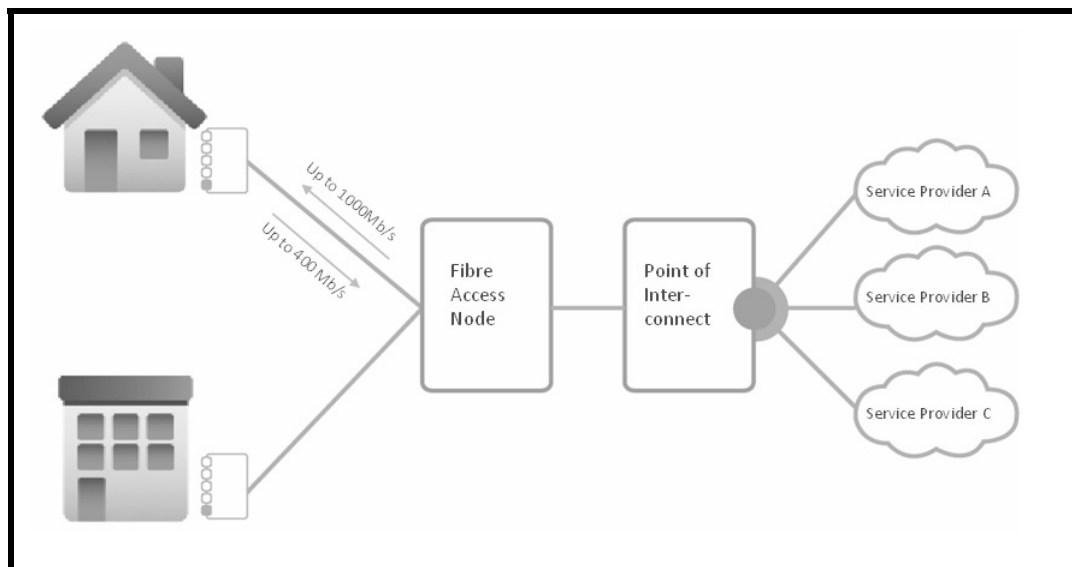 Up to 1000Mb/s
Up to 400 Mb/s
Fibre
Access
Node
Point of
Inter-
connect
Service Provider A
Service Provider B
Service Provider C